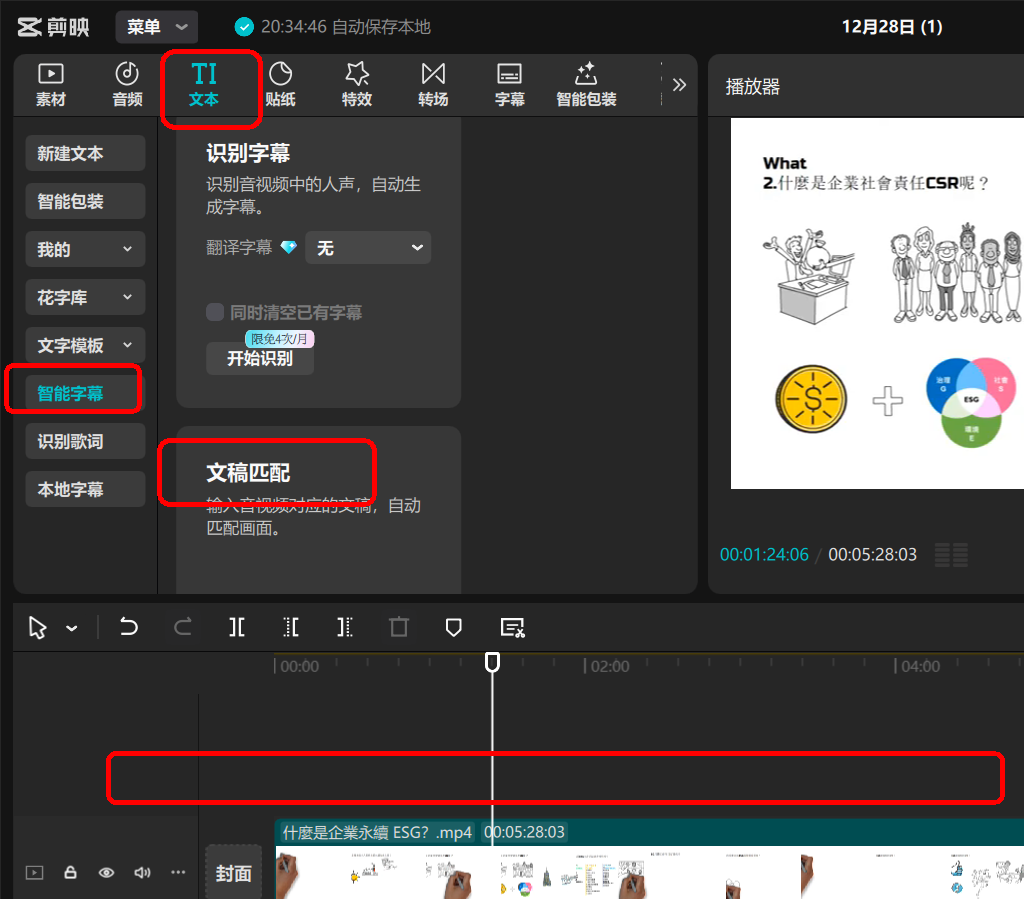 剪映
菜单
20:34:46 自动保存本地
12月28日 (1)
素材
音频
TI
文本
贴纸
特效
转场
字幕
智能包装
播放器
新建文本
智能包装
我的
花字库
文字模板
智能字幕
识别歌词
本地字幕
识别字幕
识别音视频中的人声，自动生
成字幕。
翻译字幕
无
同时清空已有字幕
限免4次/月
开始识别
文稿匹配
输入音视频对应的文稿，自动
匹配画面。
What
2.什麼是企業社會責任CSR呢？
治理
G
社會
S
ESG
環境
E
00:01:24:06 / 00:05:28:03
00:00
02:00
04:00
什麼是企業永續 ESG？.mp4 00:05:28:03
封面